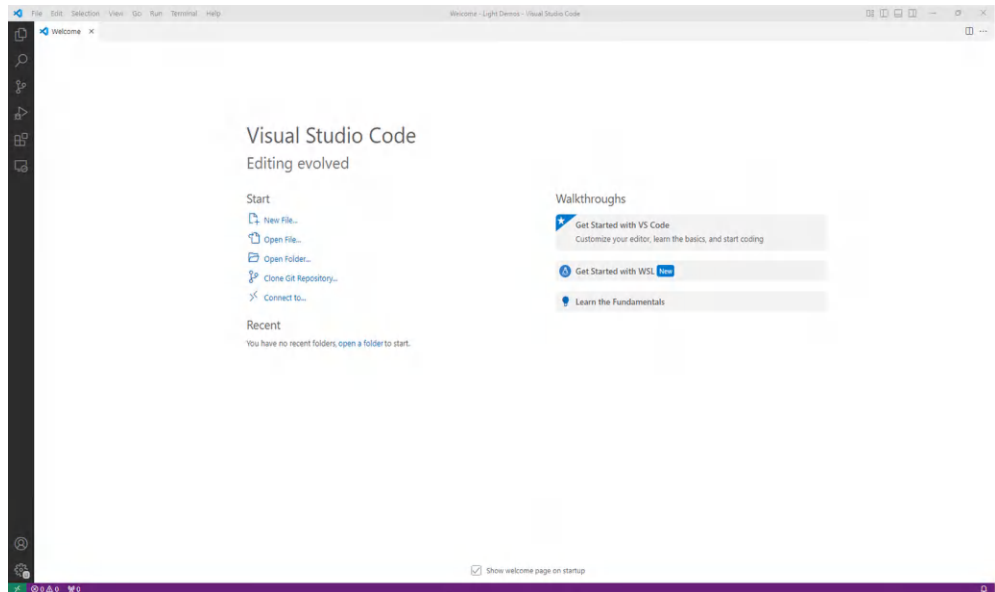 File Edit Selection View Go Run Terminal Help
Welcome - Light Demos - Visual Studio Code
Welcome
Visual Studio Code
Editing evolved
Start
New File...
Open File...
Open Folder...
Clone Git Repository...
Connect to...
Recent
You have no recent folders, open a folder to start.
Walkthroughs
Get Started with VS Code
Customize your editor, learn the basics, and start coding
Get Started with WSL New
Learn the Fundamentals
Show welcome page on startup
0 0 0